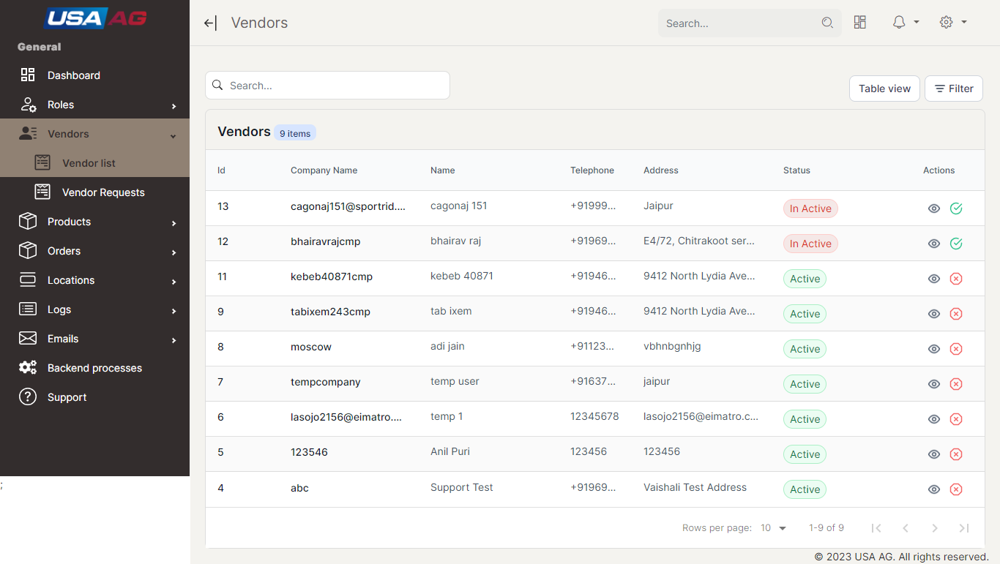 USA AG
General
Dashboard
Roles
Vendors
Vendor list
Vendor Requests
Products
Orders
Locations
Logs
Emails
Backend processes
Support
;
Vendors
Search...
Search...
Table view
Filter
Vendors 9 items
Id Company Name Name Telephone Address Status Actions
13 cagonaj151@sportrid.... cagonaj 151 +91999... Jaipur In Active
12 bhairavrajcmp bhairav raj +91969... E4/72, Chitrakoot ser... In Active
11 kebeb40871cmp kebeb 40871 +91946... 9412 North Lydia Ave... Active
9 tabixem243cmp tab ixem +91946... 9412 North Lydia Ave... Active
8 moscow adi jain +91123... vbhnbgnhjg Active
7 tempcompany temp user +91637... jaipur Active
6 lasojo2156@eimatro.... temp 1 12345678 lasojo2156@eimatro.c... Active
5 123546 Anil Puri 123456 123456 Active
4 abc Support Test +91969... Vaishali Test Address Active
Rows per page: 10 1-9 of 9
© 2023 USA AG. All rights reserved.